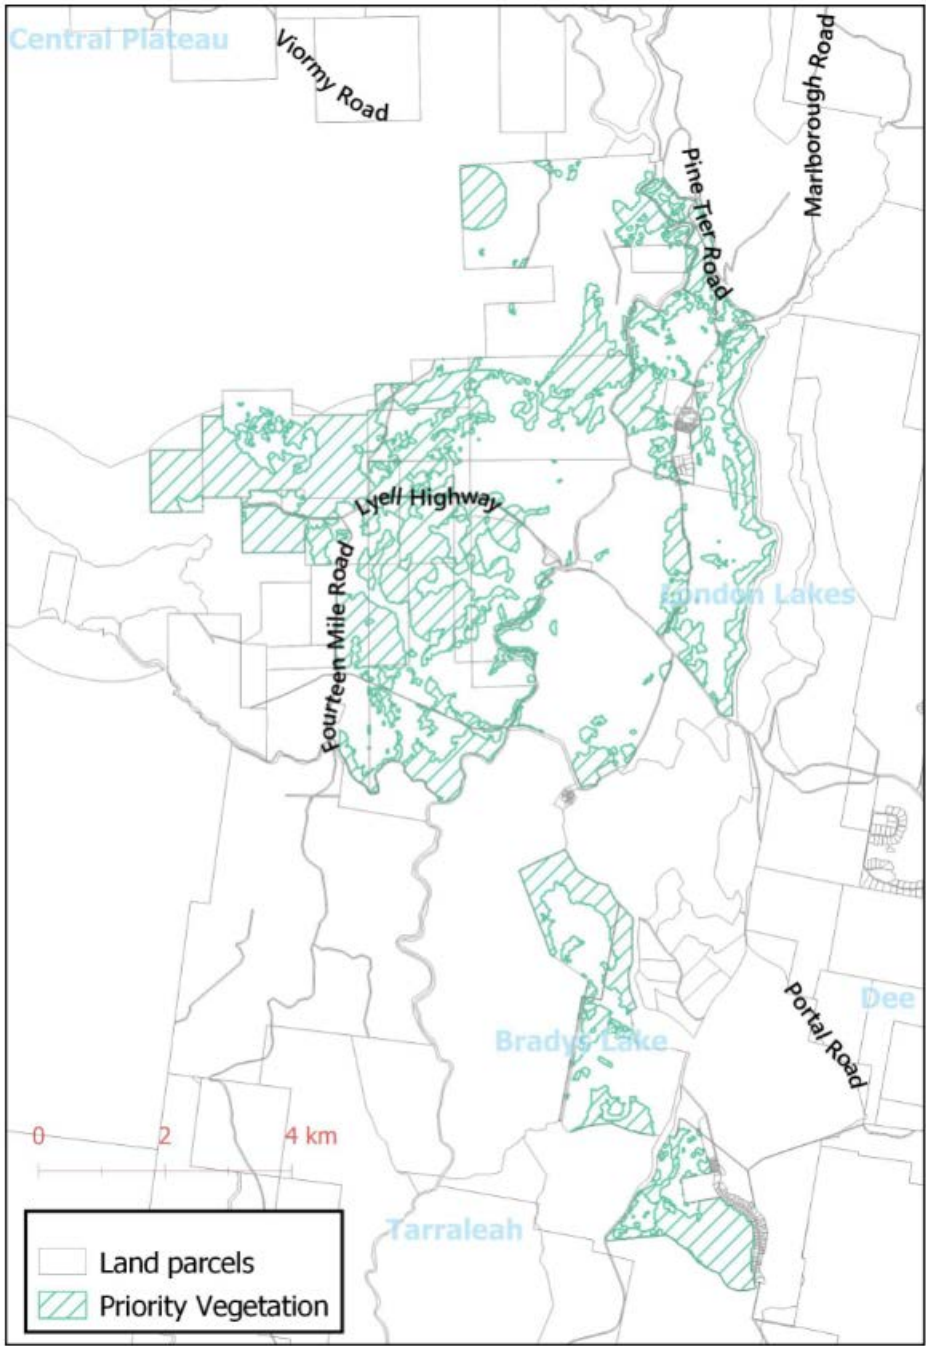 Central Plateau
Viormy Road
Marlborough Road
Pine Tier Road
Lyell Highway
Fourteen Mile Road
London Lakes
Portal Road
Dee
Bradys Lake
0 2 4 km
Tarraleah
Land parcels
Priority Vegetation